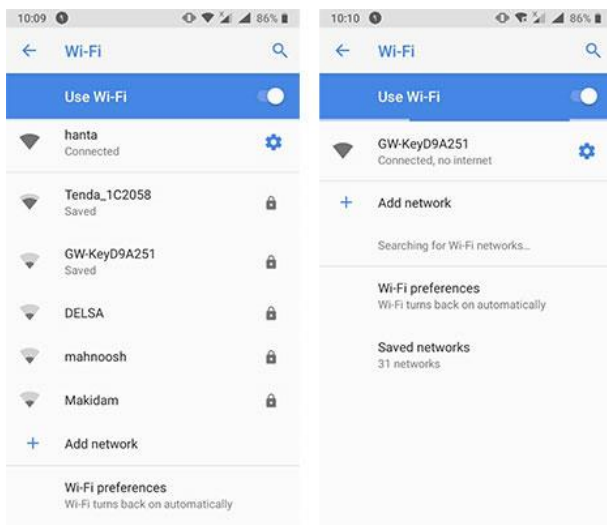 10:09
86%
Wi-Fi
Use Wi-Fi
hanta
Connected
Tenda_1C2058
Saved
GW-KeyD9A251
Saved
DELSA
mahnoosh
Makidam
Add network
Wi-Fi preferences
Wi-Fi turns back on automatically
10:10
86%
Wi-Fi
Use Wi-Fi
GW-KeyD9A251
Connected, no internet
Add network
Searching for Wi-Fi networks…
Wi-Fi preferences
Wi-Fi turns back on automatically
Saved networks
31 networks